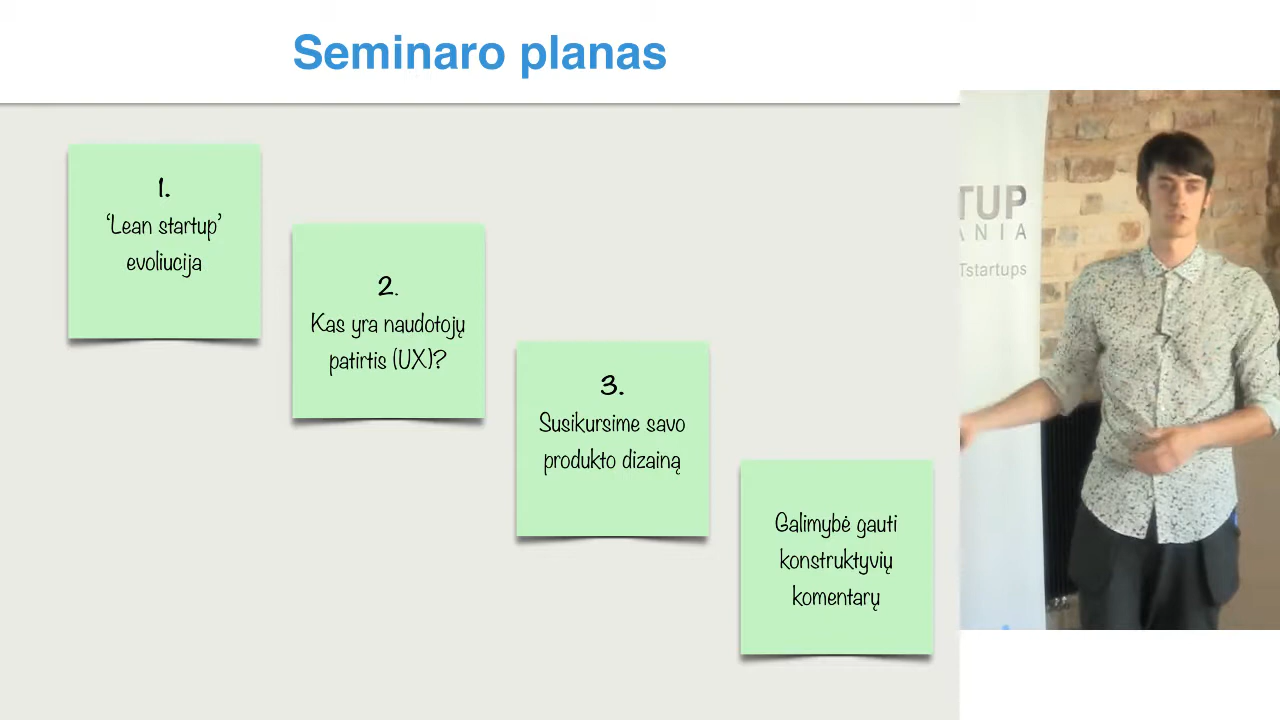 Seminaro planas
1.
‘Lean startup’
evoliucija
2.
Kas yra naudotojų
patirtis (UX)?
3.
Susikursime savo
produkto dizainą
Galimybė gauti
konstruktyvių
komentarų
TUP
ANIA
Tstartups